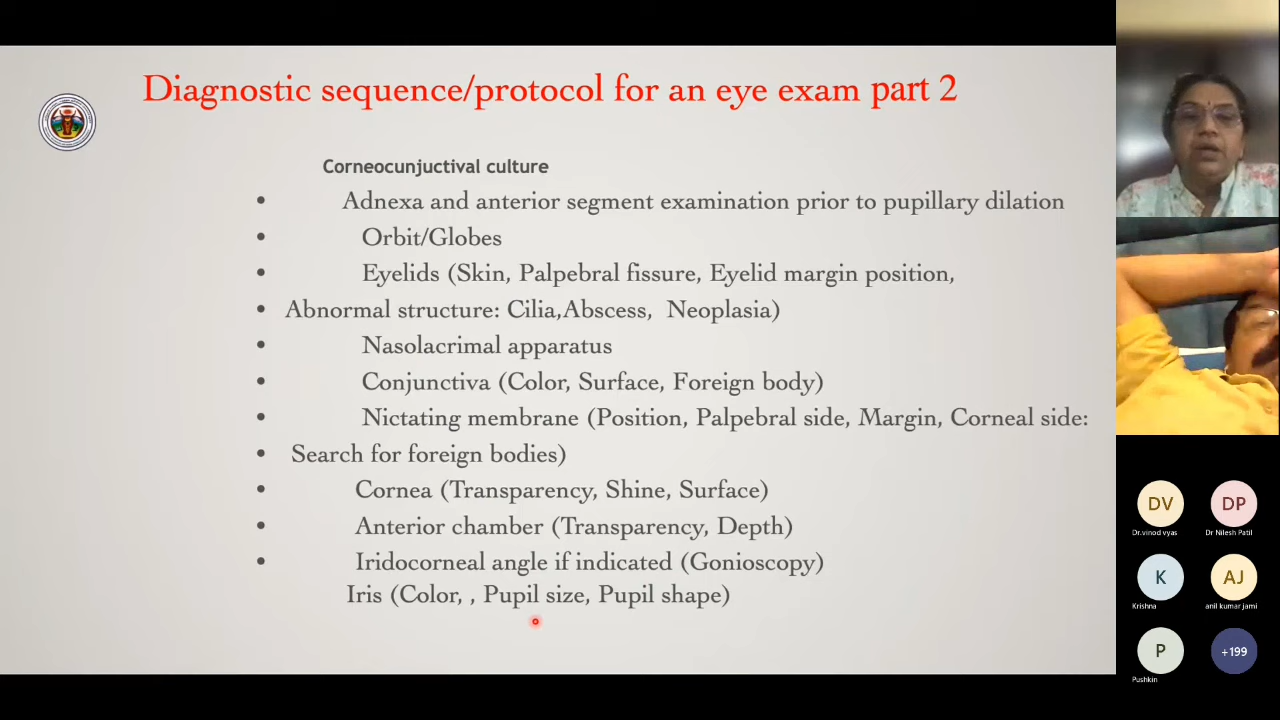 Diagnostic sequence/protocol for an eye exam part 2
Corneocunjuctival culture
• Adnexa and anterior segment examination prior to pupillary dilation
• Orbit/Globes
• Eyelids (Skin, Palpebral fissure, Eyelid margin position,
• Abnormal structure: Cilia,Abscess, Neoplasia)
• Nasolacrimal apparatus
• Conjunctiva (Color, Surface, Foreign body)
• Nictating membrane (Position, Palpebral side, Margin, Corneal side:
• Search for foreign bodies)
• Cornea (Transparency, Shine, Surface)
• Anterior chamber (Transparency, Depth)
• Iridocorneal angle if indicated (Gonioscopy)
Iris (Color, , Pupil size, Pupil shape)
DV
Dr.vinod vyas
DP
Dr Nilesh Patil
K
Krishna
AJ
anil kumar jami
P
Pushkin
+199